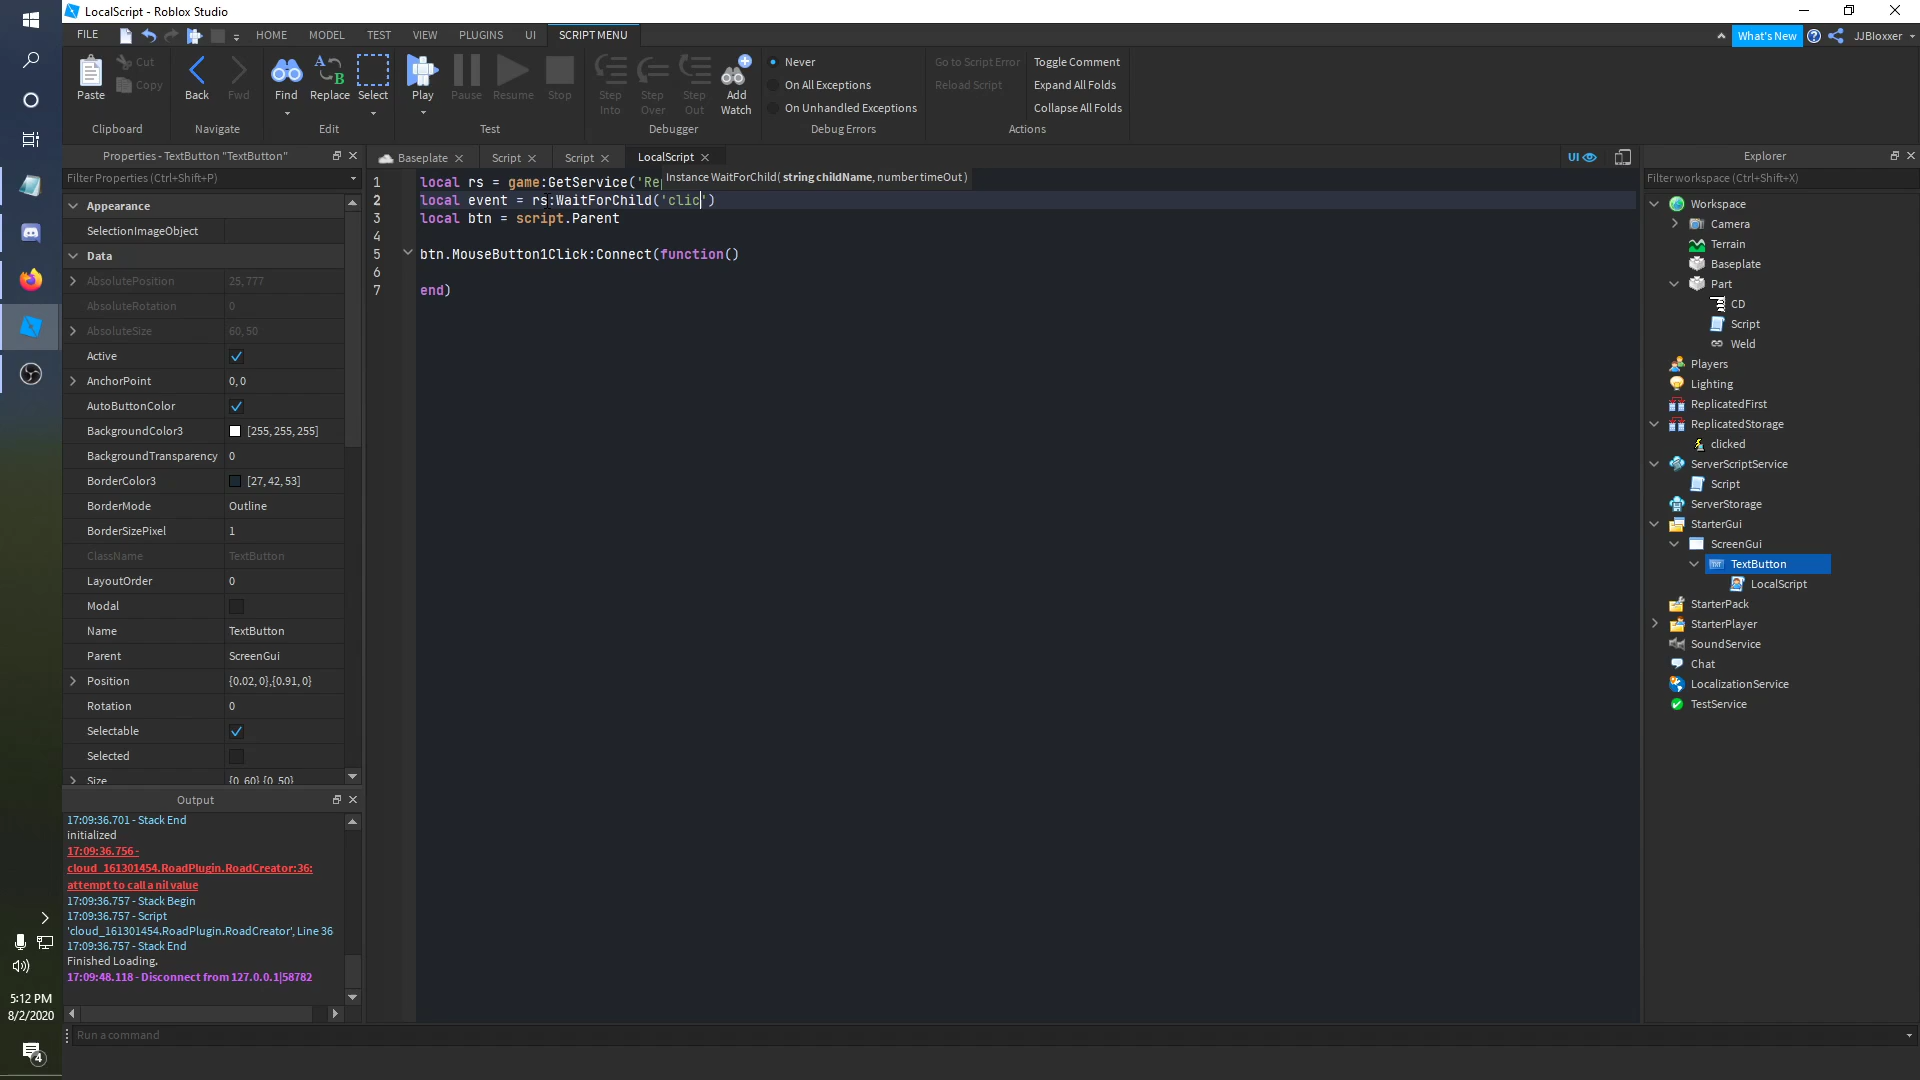 LocalScript - Roblox Studio
FILE HOME MODEL TEST VIEW PLUGINS UI SCRIPT MENU What's New JJBloxxer
Paste Cut Copy Back Fwd Find Replace Select Play Pause Resume Stop Step Into Step Over Step Out Add Watch
Never
On All Exceptions
On Unhandled Exceptions
Go to Script Error
Reload Script
Toggle Comment
Expand All Folds
Collapse All Folds
Clipboard Navigate Edit Test Debugger Debug Errors Actions
Properties - TextButton "TextButton"
Filter Properties (Ctrl+Shift+P)
Appearance
SelectionImageObject
Data
AbsolutePosition 25, 777
AbsoluteRotation 0
AbsoluteSize 60, 50
Active
AnchorPoint 0, 0
AutoButtonColor
BackgroundColor3 [255, 255, 255]
BackgroundTransparency 0
BorderColor3 [27, 42, 53]
BorderMode Outline
BorderSizePixel 1
ClassName TextButton
LayoutOrder 0
Modal
Name TextButton
Parent ScreenGui
Position {0.02, 0},{0.91, 0}
Rotation 0
Selectable
Selected
Size {0, 60},{0, 50}
Output
17:09:36.701 - Stack End
initialized
17:09:36.756 -
cloud_161301454.RoadPlugin.RoadCreator:36:
attempt to call a nil value
17:09:36.757 - Stack Begin
17:09:36.757 - Script
'cloud_161301454.RoadPlugin.RoadCreator', Line 36
17:09:36.757 - Stack End
Finished Loading.
17:09:48.118 - Disconnect from 127.0.0.1|58782
Run a command
Baseplate Script Script LocalScript UI
Instance WaitForChild( string childName, number timeOut )
1 local rs = game:GetService('Re
2 local event = rs:WaitForChild('clic')
3 local btn = script.Parent
4
5 btn.MouseButton1Click:Connect(function()
6
7 end)
Explorer
Filter workspace (Ctrl+Shift+X)
Workspace
Camera
Terrain
Baseplate
Part
CD
Script
Weld
Players
Lighting
ReplicatedFirst
ReplicatedStorage
clicked
ServerScriptService
Script
ServerStorage
StarterGui
ScreenGui
TextButton
LocalScript
StarterPack
StarterPlayer
SoundService
Chat
LocalizationService
TestService
5:12 PM
8/2/2020
4